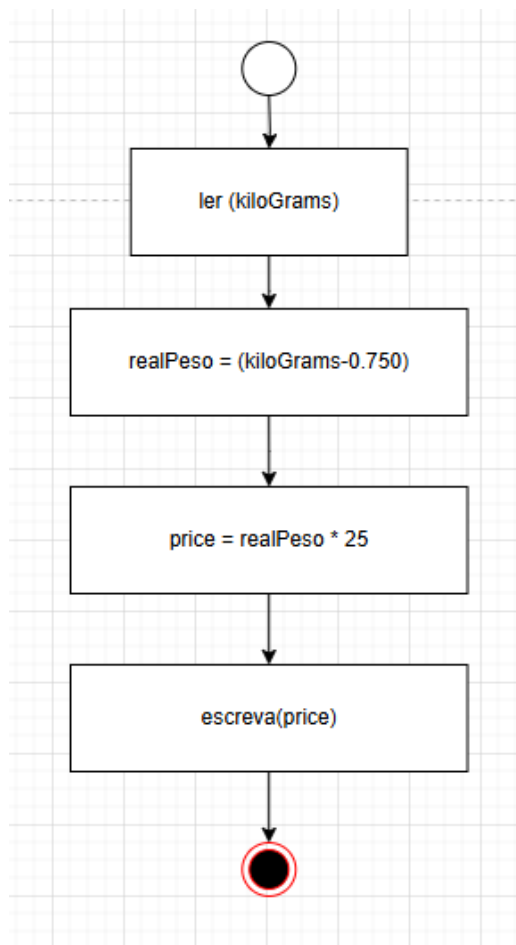 ler (kiloGrams)
realPeso = (kiloGrams-0.750)
price = realPeso * 25
escreva(price)